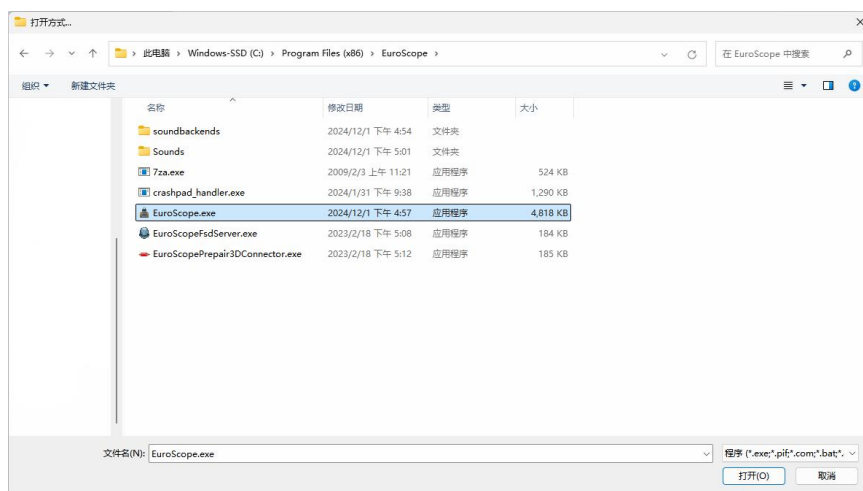 打开方式...
此电脑 › Windows-SSD (C:) › Program Files (x86) › EuroScope ›
在 EuroScope 中搜索
组织 新建文件夹
名称 修改日期 类型 大小
soundbackends 2024/12/1 下午 4:54 文件夹
Sounds 2024/12/1 下午 5:01 文件夹
7za.exe 2009/2/3 上午 11:21 应用程序 524 KB
crashpad_handler.exe 2024/1/31 下午 9:38 应用程序 1,290 KB
EuroScope.exe 2024/12/1 下午 4:57 应用程序 4,818 KB
EuroScopeFsdServer.exe 2023/2/18 下午 5:08 应用程序 184 KB
EuroScopePrepair3DConnector.exe 2023/2/18 下午 5:12 应用程序 185 KB
文件名(N): EuroScope.exe 程序 (*.exe;*.pif;*.com;*.bat;*.
打开(O) 取消